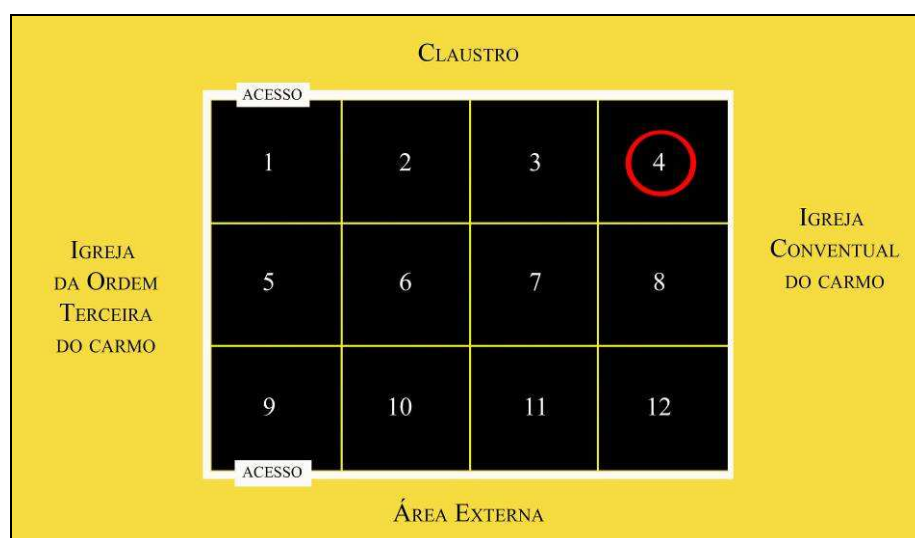 CLAUSTRO
ACESSO
1 2 3 4
IGREJA
DA ORDEM
TERCEIRA
DO CARMO
5 6 7 8
IGREJA
CONVENTUAL
DO CARMO
9 10 11 12
ACESSO
ÁREA EXTERNA